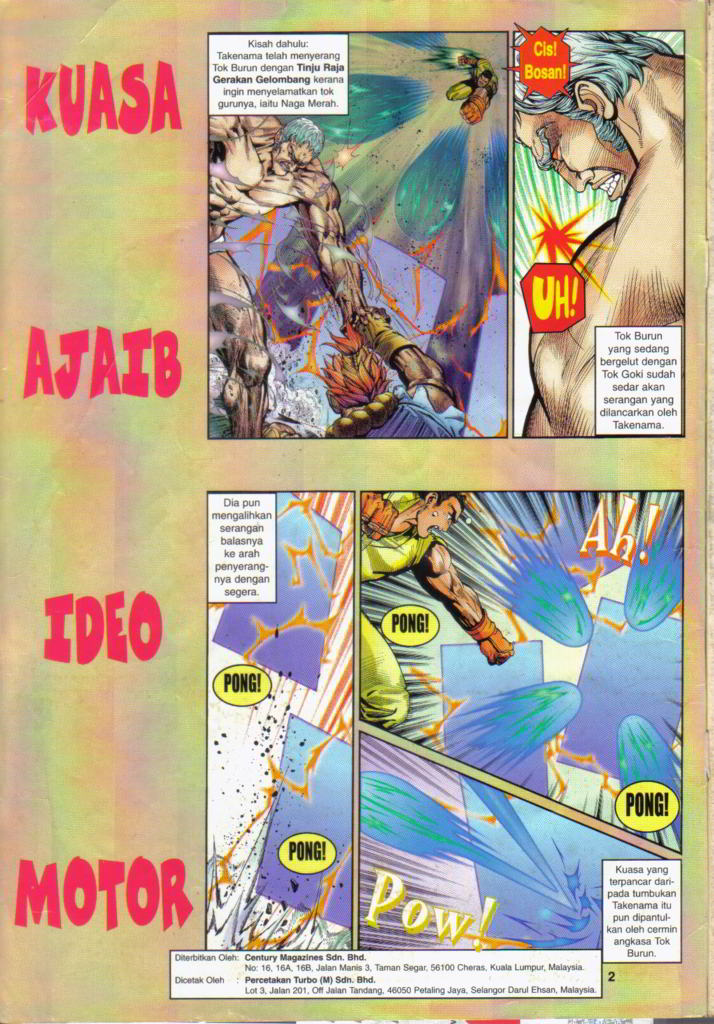 KUASA
AJAIB
IDEO
MOTOR
Kisah dahulu:
Takenama telah menyerang
Tok Burun dengan Tinju Raja
Gerakan Gelombang kerana
ingin menyelamatkan tok
gurunya, iaitu Naga Merah.
Cis!
Bosan!
UH!
Tok Burun
yang sedang
bergelut dengan
Tok Goki sudah
sedar akan
serangan yang
dilancarkan oleh
Takenama.
Dia pun
mengalihkan
serangan
balasnya
ke arah
penyerang-
nya dengan
segera.
PONG!
PONG!
Ah!
PONG!
PONG!
Pow!
Kuasa yang
terpancar dari-
pada tumbukan
Takenama itu
pun dipantul-
kan oleh cermin
angkasa Tok
Burun.
Diterbitkan Oleh: Century Magazines Sdn. Bhd.
No: 16, 16A, 16B, Jalan Manis 3, Taman Segar, 56100 Cheras, Kuala Lumpur, Malaysia.
Dicetak Oleh : Percetakan Turbo (M) Sdn. Bhd.
Lot 3, Jalan 201, Off Jalan Tandang, 46050 Petaling Jaya, Selangor Darul Ehsan, Malaysia.
2